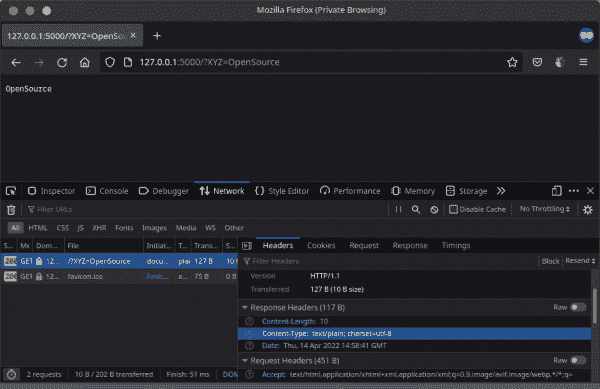 Mozilla Firefox (Private Browsing)
127.0.0.1:5000/?XYZ=OpenSou
127.0.0.1:5000/?XYZ=OpenSource
OpenSource
Inspector Console Debugger Network Style Editor Performance Memory Storage
Filter URLs Disable Cache No Throttling
All HTML CSS JS XHR Fonts Images Media WS Other
S... Me Dom... File Initiat... T... Trans... S...
200 GET 12... /?XYZ=OpenSource docu... plai 127 B 10
200 GET 12... favicon.ico Favic... x... 75 B 0 B
2 requests 10 B / 202 B transferred Finish: 51 ms DOM
Headers Cookies Request Response Timings
Filter Headers Block Resend
Version HTTP/1.1
Transferred 127 B (10 B size)
Response Headers (117 B) Raw
Content-Length: 10
Content-Type: text/plain; charset=utf-8
Date: Thu, 14 Apr 2022 14:58:41 GMT
Request Headers (451 B) Raw
Accept: text/html,application/xhtml+xml,application/xml;q=0.9,image/avif,image/webp,*/*;q=